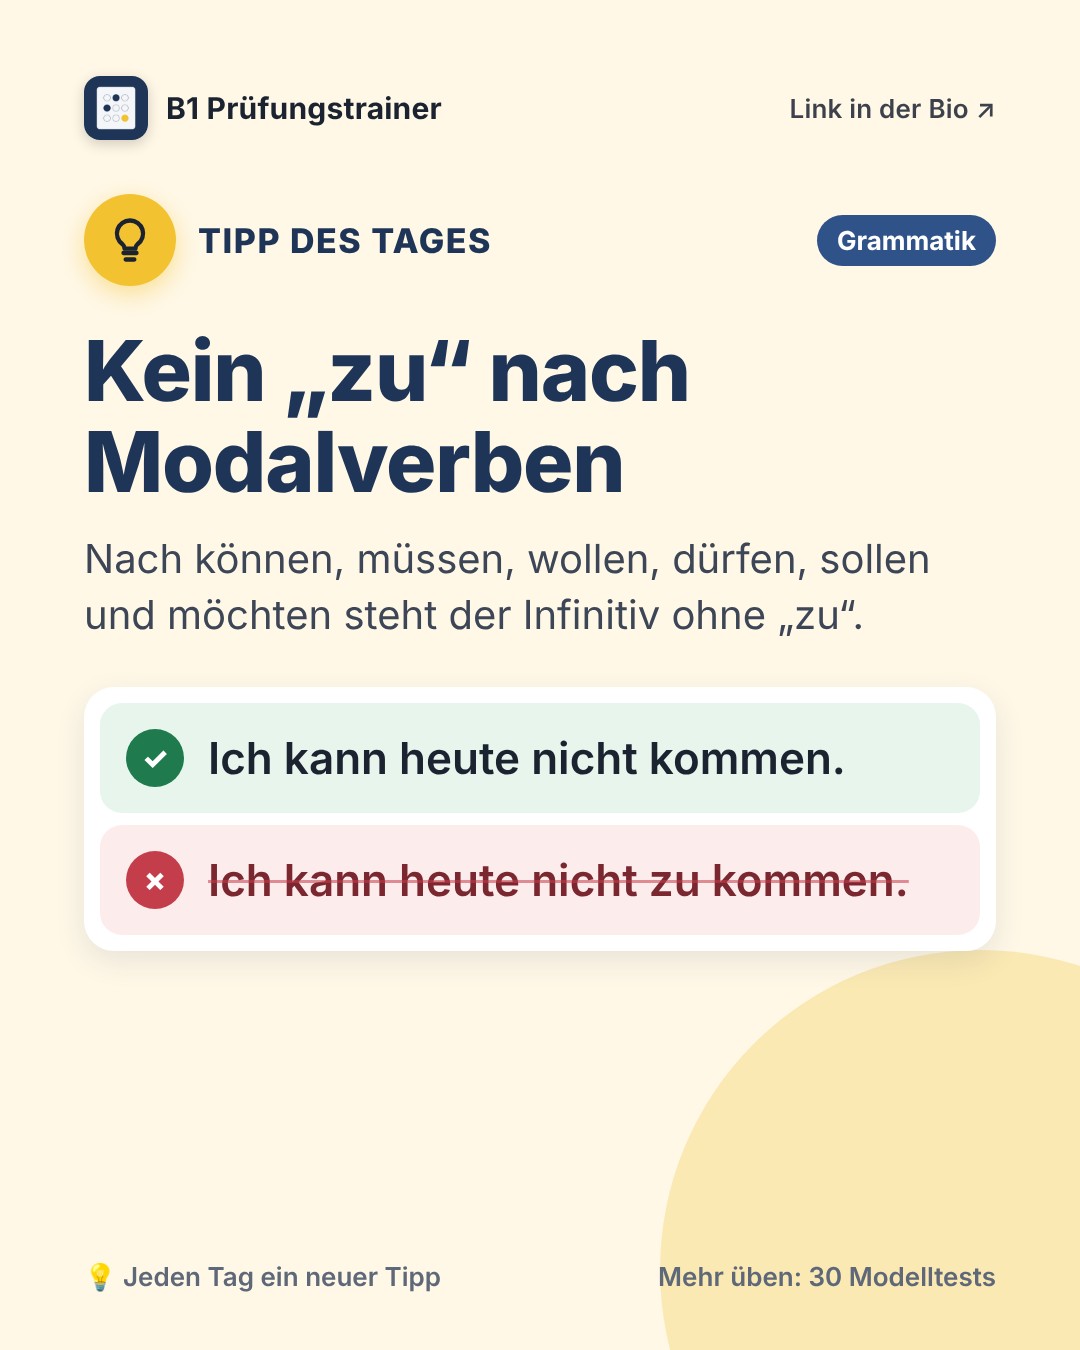 B1 Prüfungstrainer
Link in der Bio ↗
TIPP DES TAGES
Grammatik
Kein „zu“ nach
Modalverben
Nach können, müssen, wollen, dürfen, sollen
und möchten steht der Infinitiv ohne „zu“.
Ich kann heute nicht kommen.
Ich kann heute nicht zu kommen.
💡 Jeden Tag ein neuer Tipp
Mehr üben: 30 Modelltests